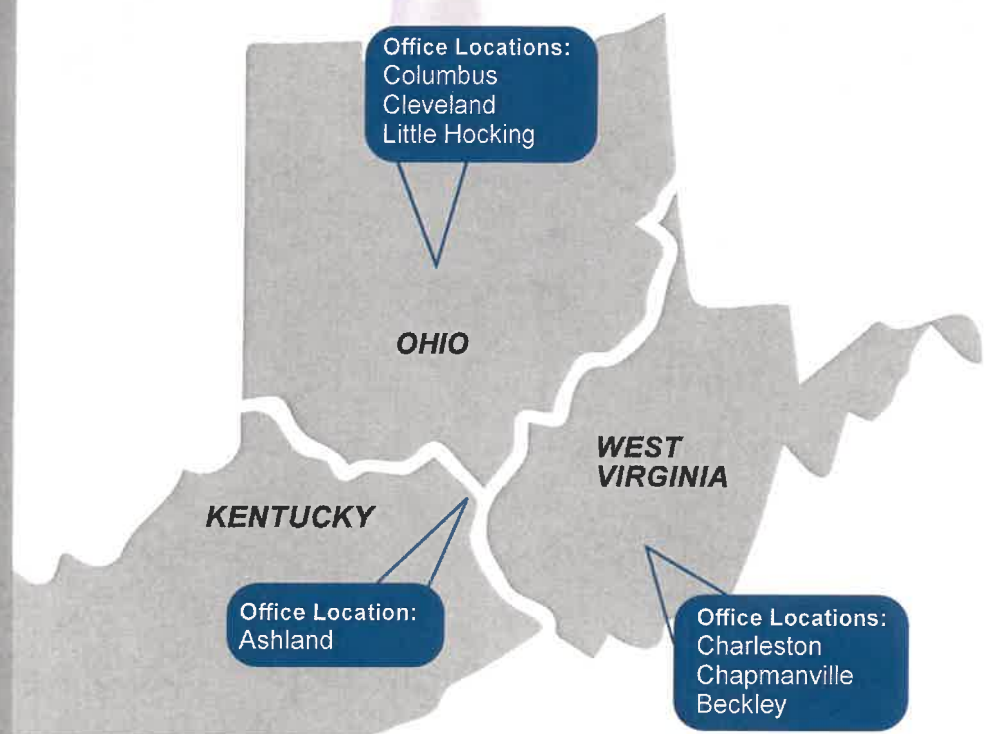 Office Locations:
Columbus
Cleveland
Little Hocking
OHIO
WEST
VIRGINIA
KENTUCKY
Office Location:
Ashland
Office Locations:
Charleston
Chapmanville
Beckley